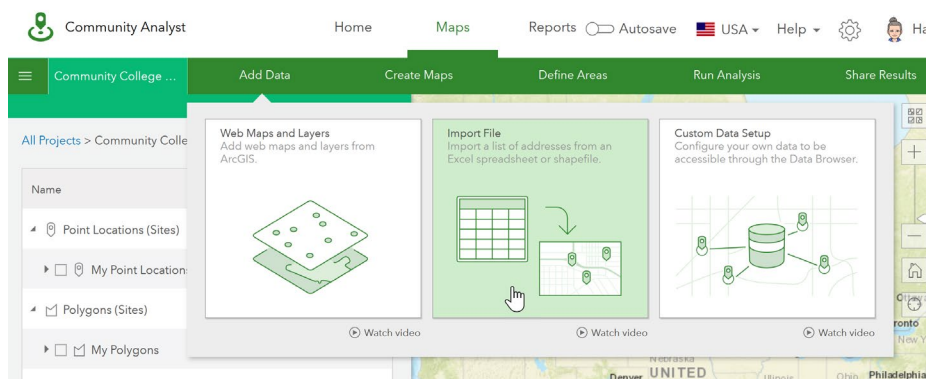 Community Analyst
Home
Maps
Reports
Autosave
USA
Help
Community College ...
Add Data
Create Maps
Define Areas
Run Analysis
Share Results
All Projects > Community Colle
Name
Point Locations (Sites)
My Point Location
Polygons (Sites)
My Polygons
Web Maps and Layers
Add web maps and layers from
ArcGIS.
Watch video
Import File
Import a list of addresses from an
Excel spreadsheet or shapefile.
Watch video
Custom Data Setup
Configure your own data to be
accessible through the Data Browser.
Watch video
ronto
New Y
Nebraska
Denver
UNITED
Illinois
Ohio
Philadelphia